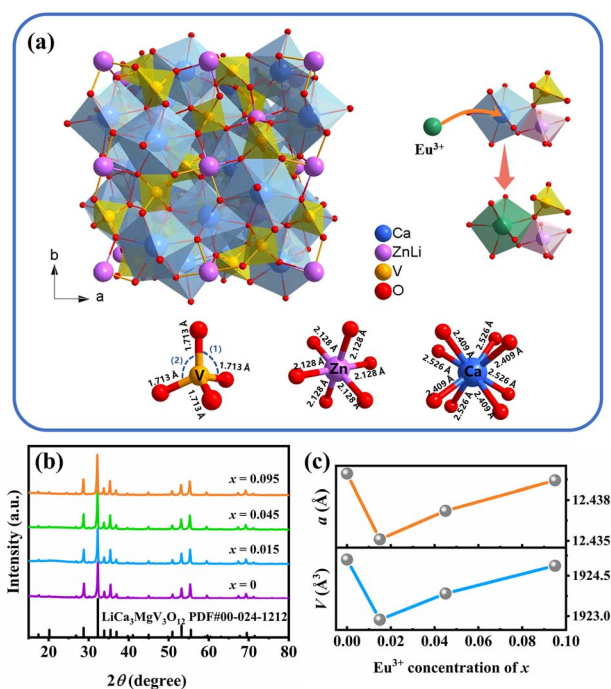 (a)
Eu³⁺
Ca
ZnLi
V
O
b
a
1.713 Å
(2)
(1)
1.713 Å
V
1.713 Å
1.713 Å
2.128 Å
2.128 Å
2.128 Å
Zn
2.128 Å
2.128 Å
2.128 Å
2.409 Å
2.526 Å
2.526 Å
2.409 Å
Ca
2.409 Å
2.526 Å
2.526 Å
2.409 Å
(b)
Intensity (a.u.)
x = 0.095
x = 0.045
x = 0.015
x = 0
LiCa₃MgV₃O₁₂ PDF#00-024-1212
20 30 40 50 60 70 80
2θ (degree)
(c)
a (Å)
12.438
12.435
V (Å³)
1924.5
1923.0
0.00 0.02 0.04 0.06 0.08 0.10
Eu³⁺ concentration of x